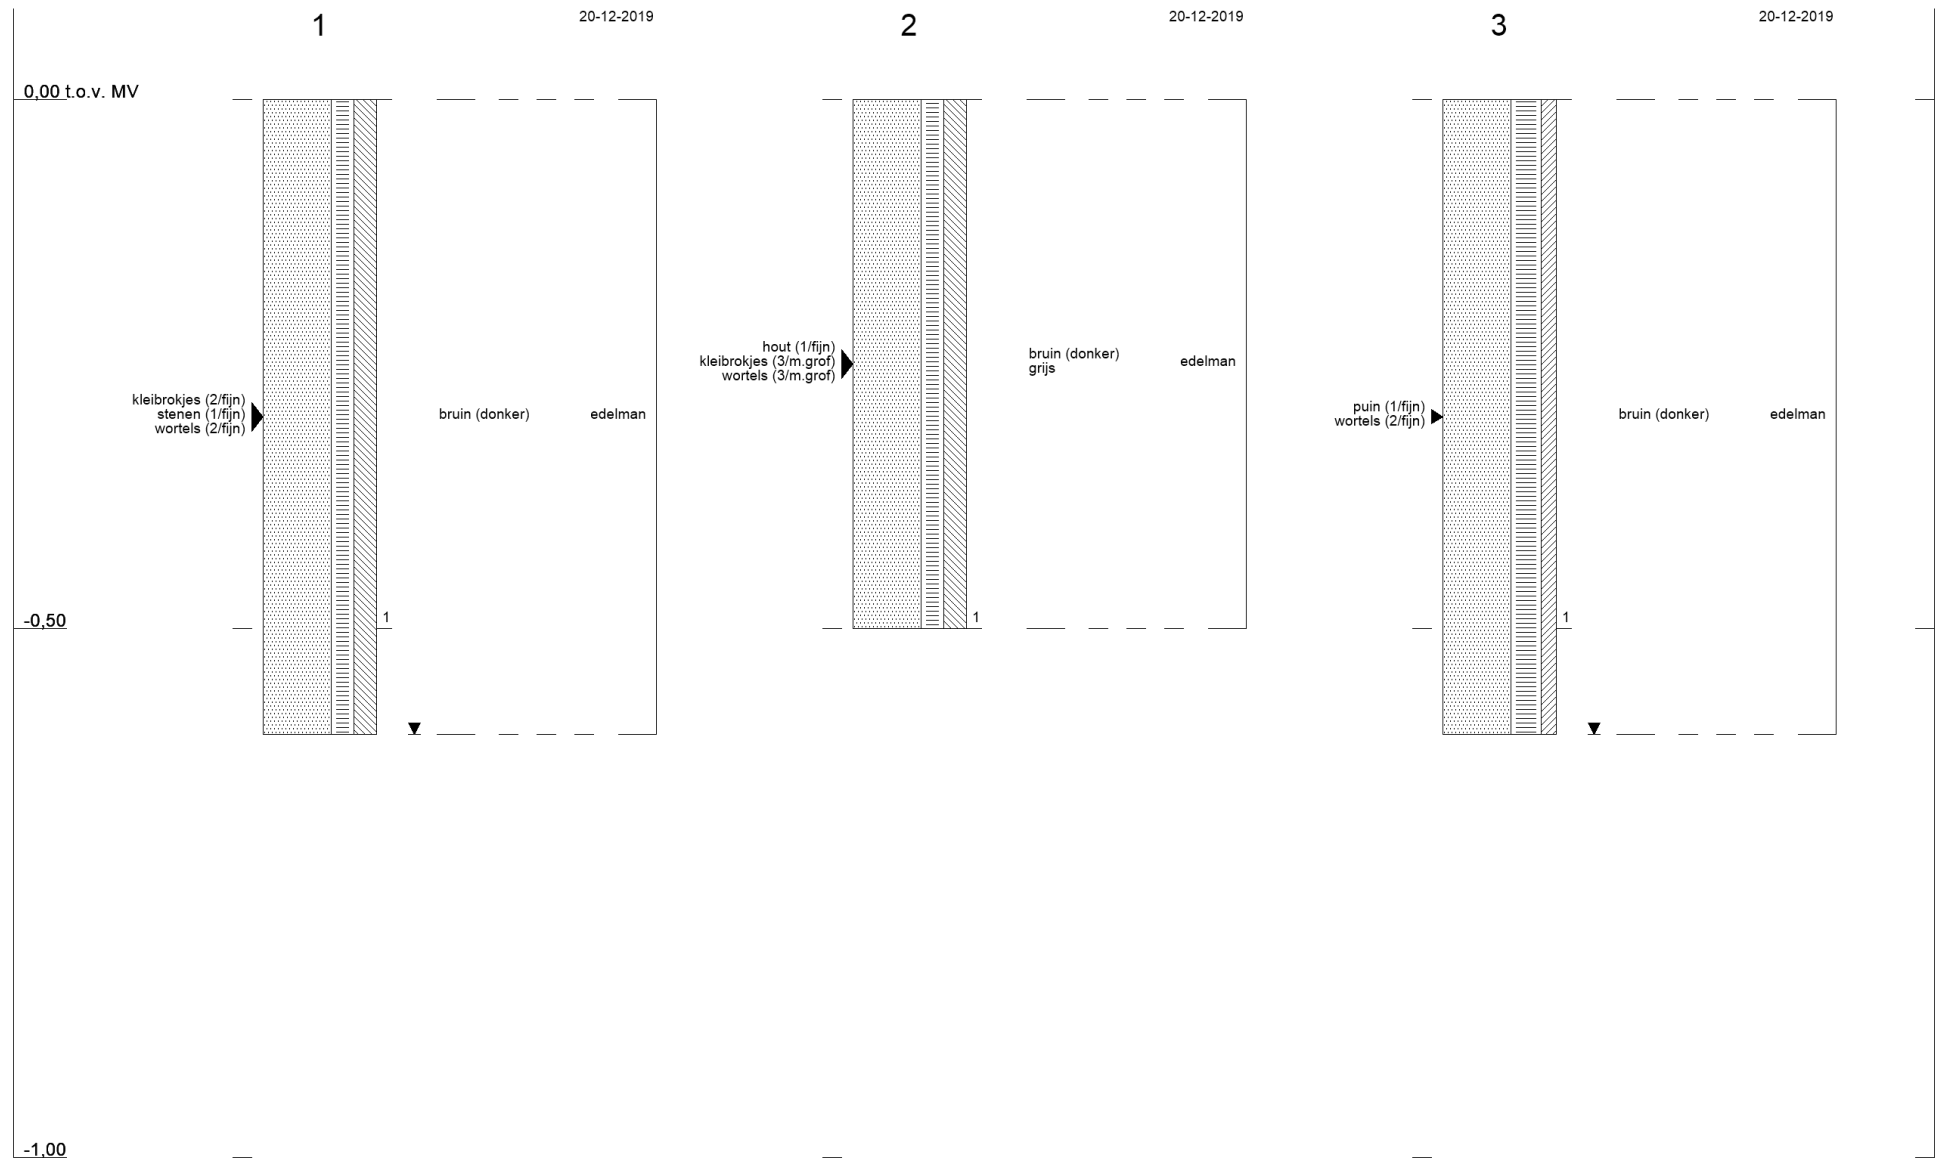 1
20-12-2019
2
20-12-2019
3
20-12-2019
0,00 t.o.v. MV
kleibrokjes (2/fijn)
stenen (1/fijn)
wortels (2/fijn)
bruin (donker)
edelman
1
hout (1/fijn)
kleibrokjes (3/m.grof)
wortels (3/m.grof)
bruin (donker)
grijs
edelman
1
puin (1/fijn)
wortels (2/fijn)
bruin (donker)
edelman
1
-0,50
-1,00